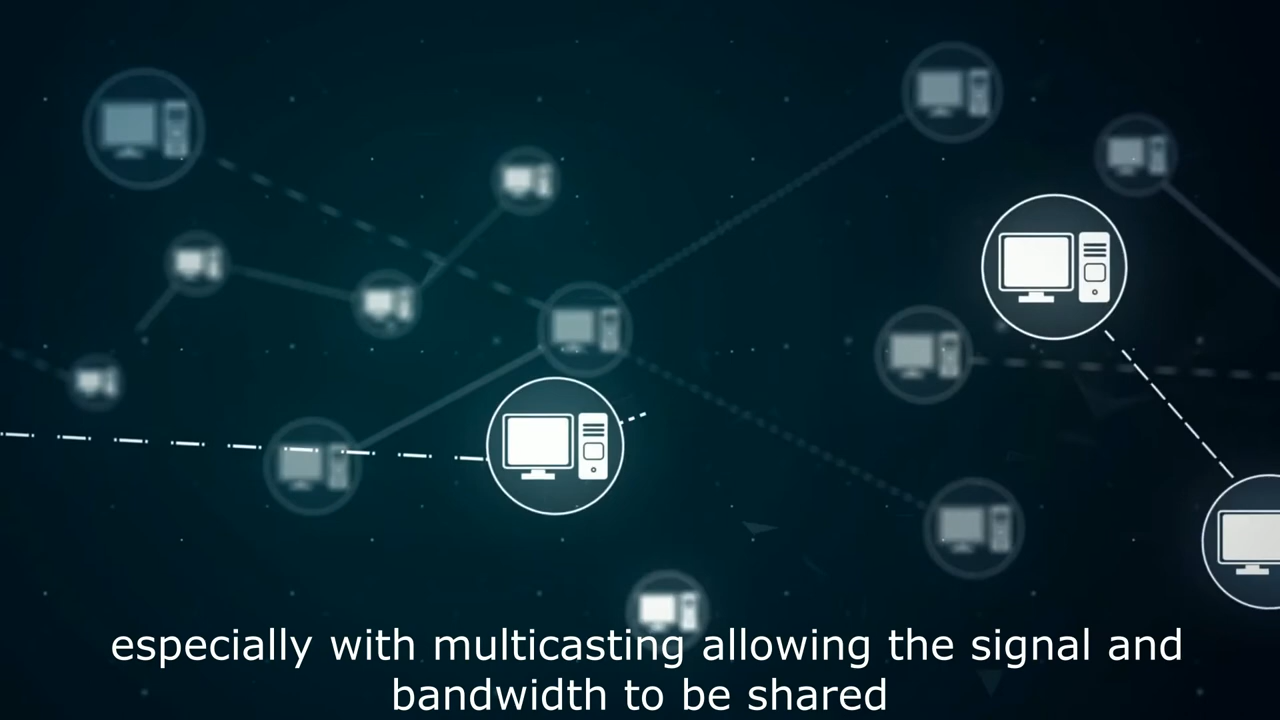 especially with multicasting allowing the signal and
bandwidth to be shared